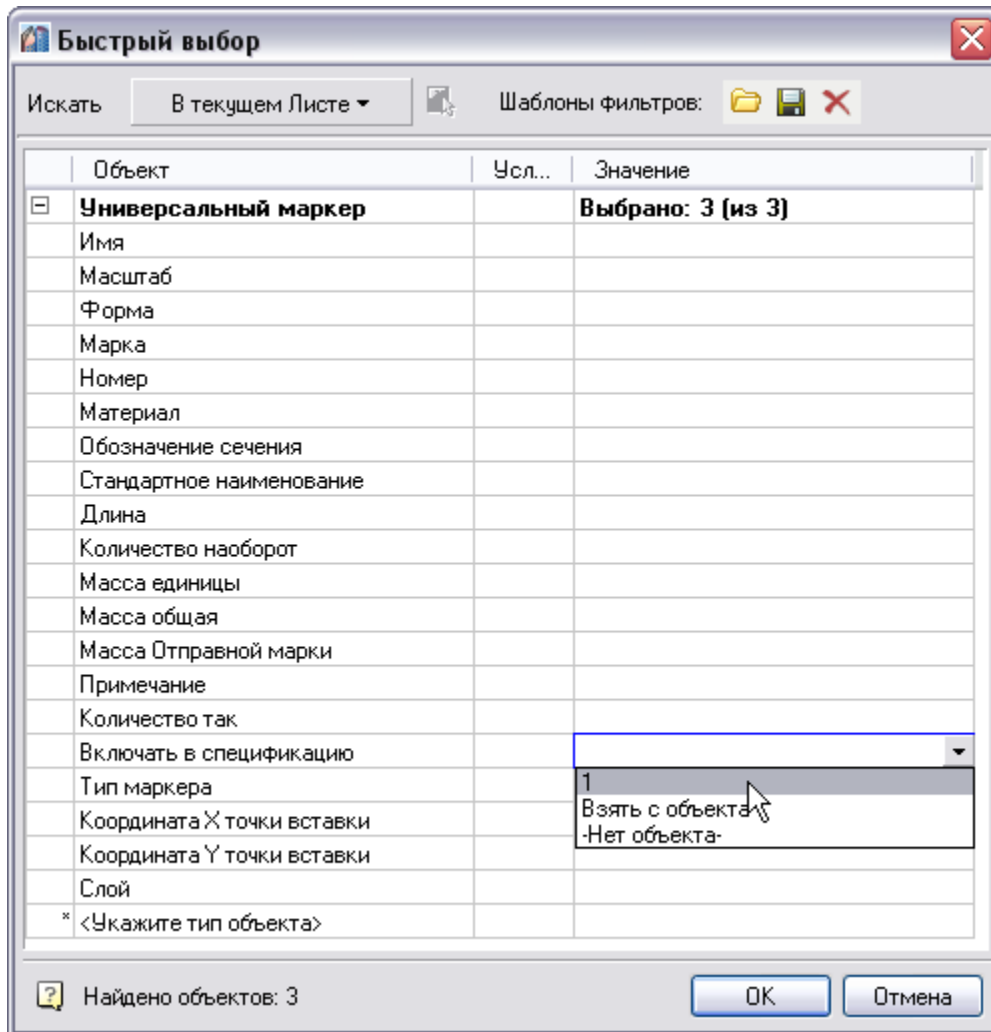 Быстрый выбор
Искать В текущем Листе Шаблоны фильтров:
Объект Усл... Значение
Универсальный маркер Выбрано: 3 (из 3)
Имя
Масштаб
Форма
Марка
Номер
Материал
Обозначение сечения
Стандартное наименование
Длина
Количество наоборот
Масса единицы
Масса общая
Масса Отправной марки
Примечание
Количество так
Включать в спецификацию
Тип маркера 1
Координата X точки вставки Взять с объекта
Координата Y точки вставки -Нет объекта-
Слой
* <Укажите тип объекта>
Найдено объектов: 3 OK Отмена